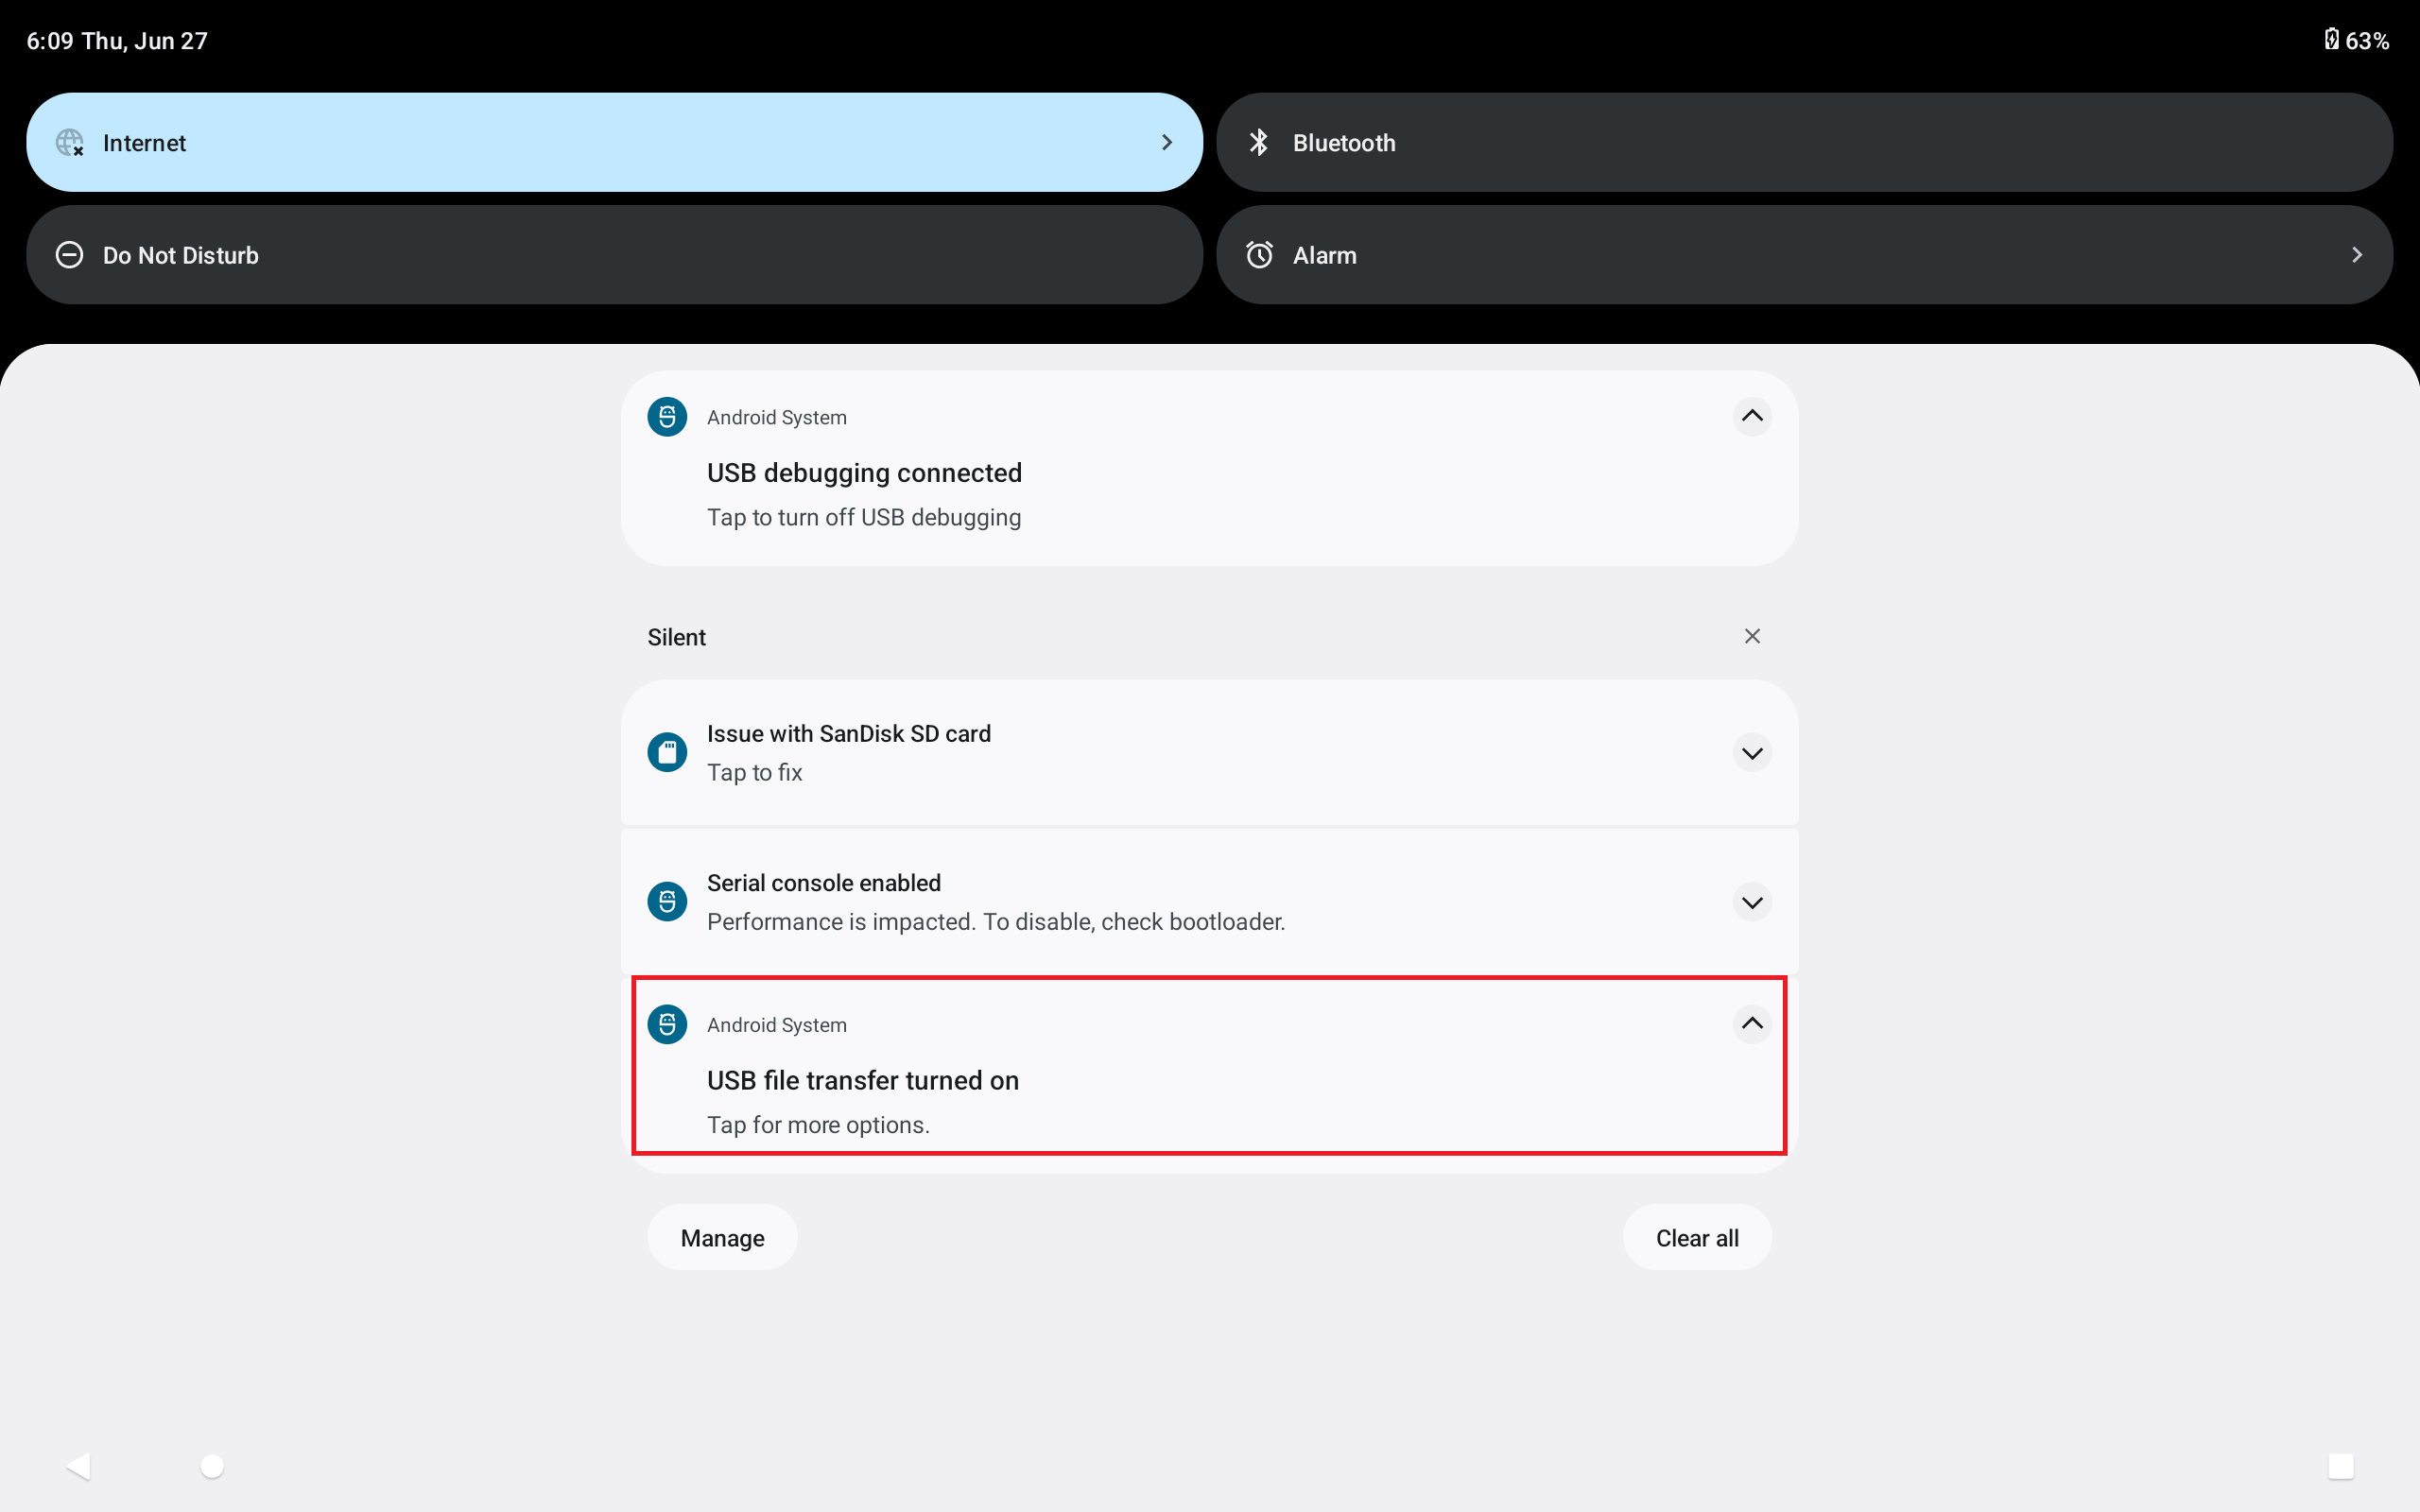 6:09 Thu, Jun 27
63%
Internet
Bluetooth
Do Not Disturb
Alarm
Android System
USB debugging connected
Tap to turn off USB debugging
Silent
Issue with SanDisk SD card
Tap to fix
Serial console enabled
Performance is impacted. To disable, check bootloader.
Android System
USB file transfer turned on
Tap for more options.
Manage
Clear all